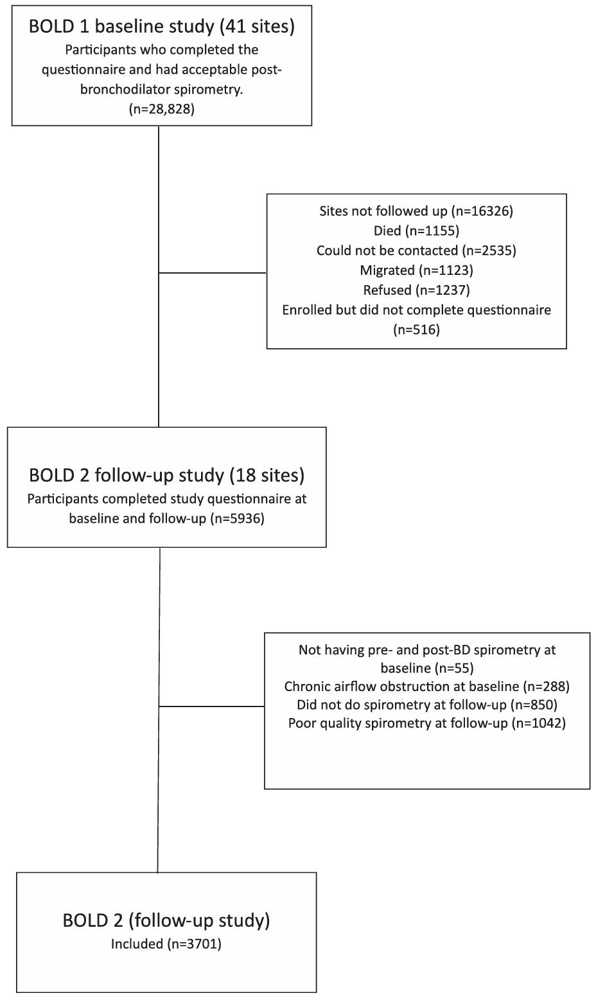 BOLD 1 baseline study (41 sites)
Participants who completed the
questionnaire and had acceptable post-
bronchodilator spirometry.
(n=28,828)
Sites not followed up (n=16326)
Died (n=1155)
Could not be contacted (n=2535)
Migrated (n=1123)
Refused (n=1237)
Enrolled but did not complete questionnaire
(n=516)
BOLD 2 follow-up study (18 sites)
Participants completed study questionnaire at
baseline and follow-up (n=5936)
Not having pre- and post-BD spirometry at
baseline (n=55)
Chronic airflow obstruction at baseline (n=288)
Did not do spirometry at follow-up (n=850)
Poor quality spirometry at follow-up (n=1042)
BOLD 2 (follow-up study)
Included (n=3701)